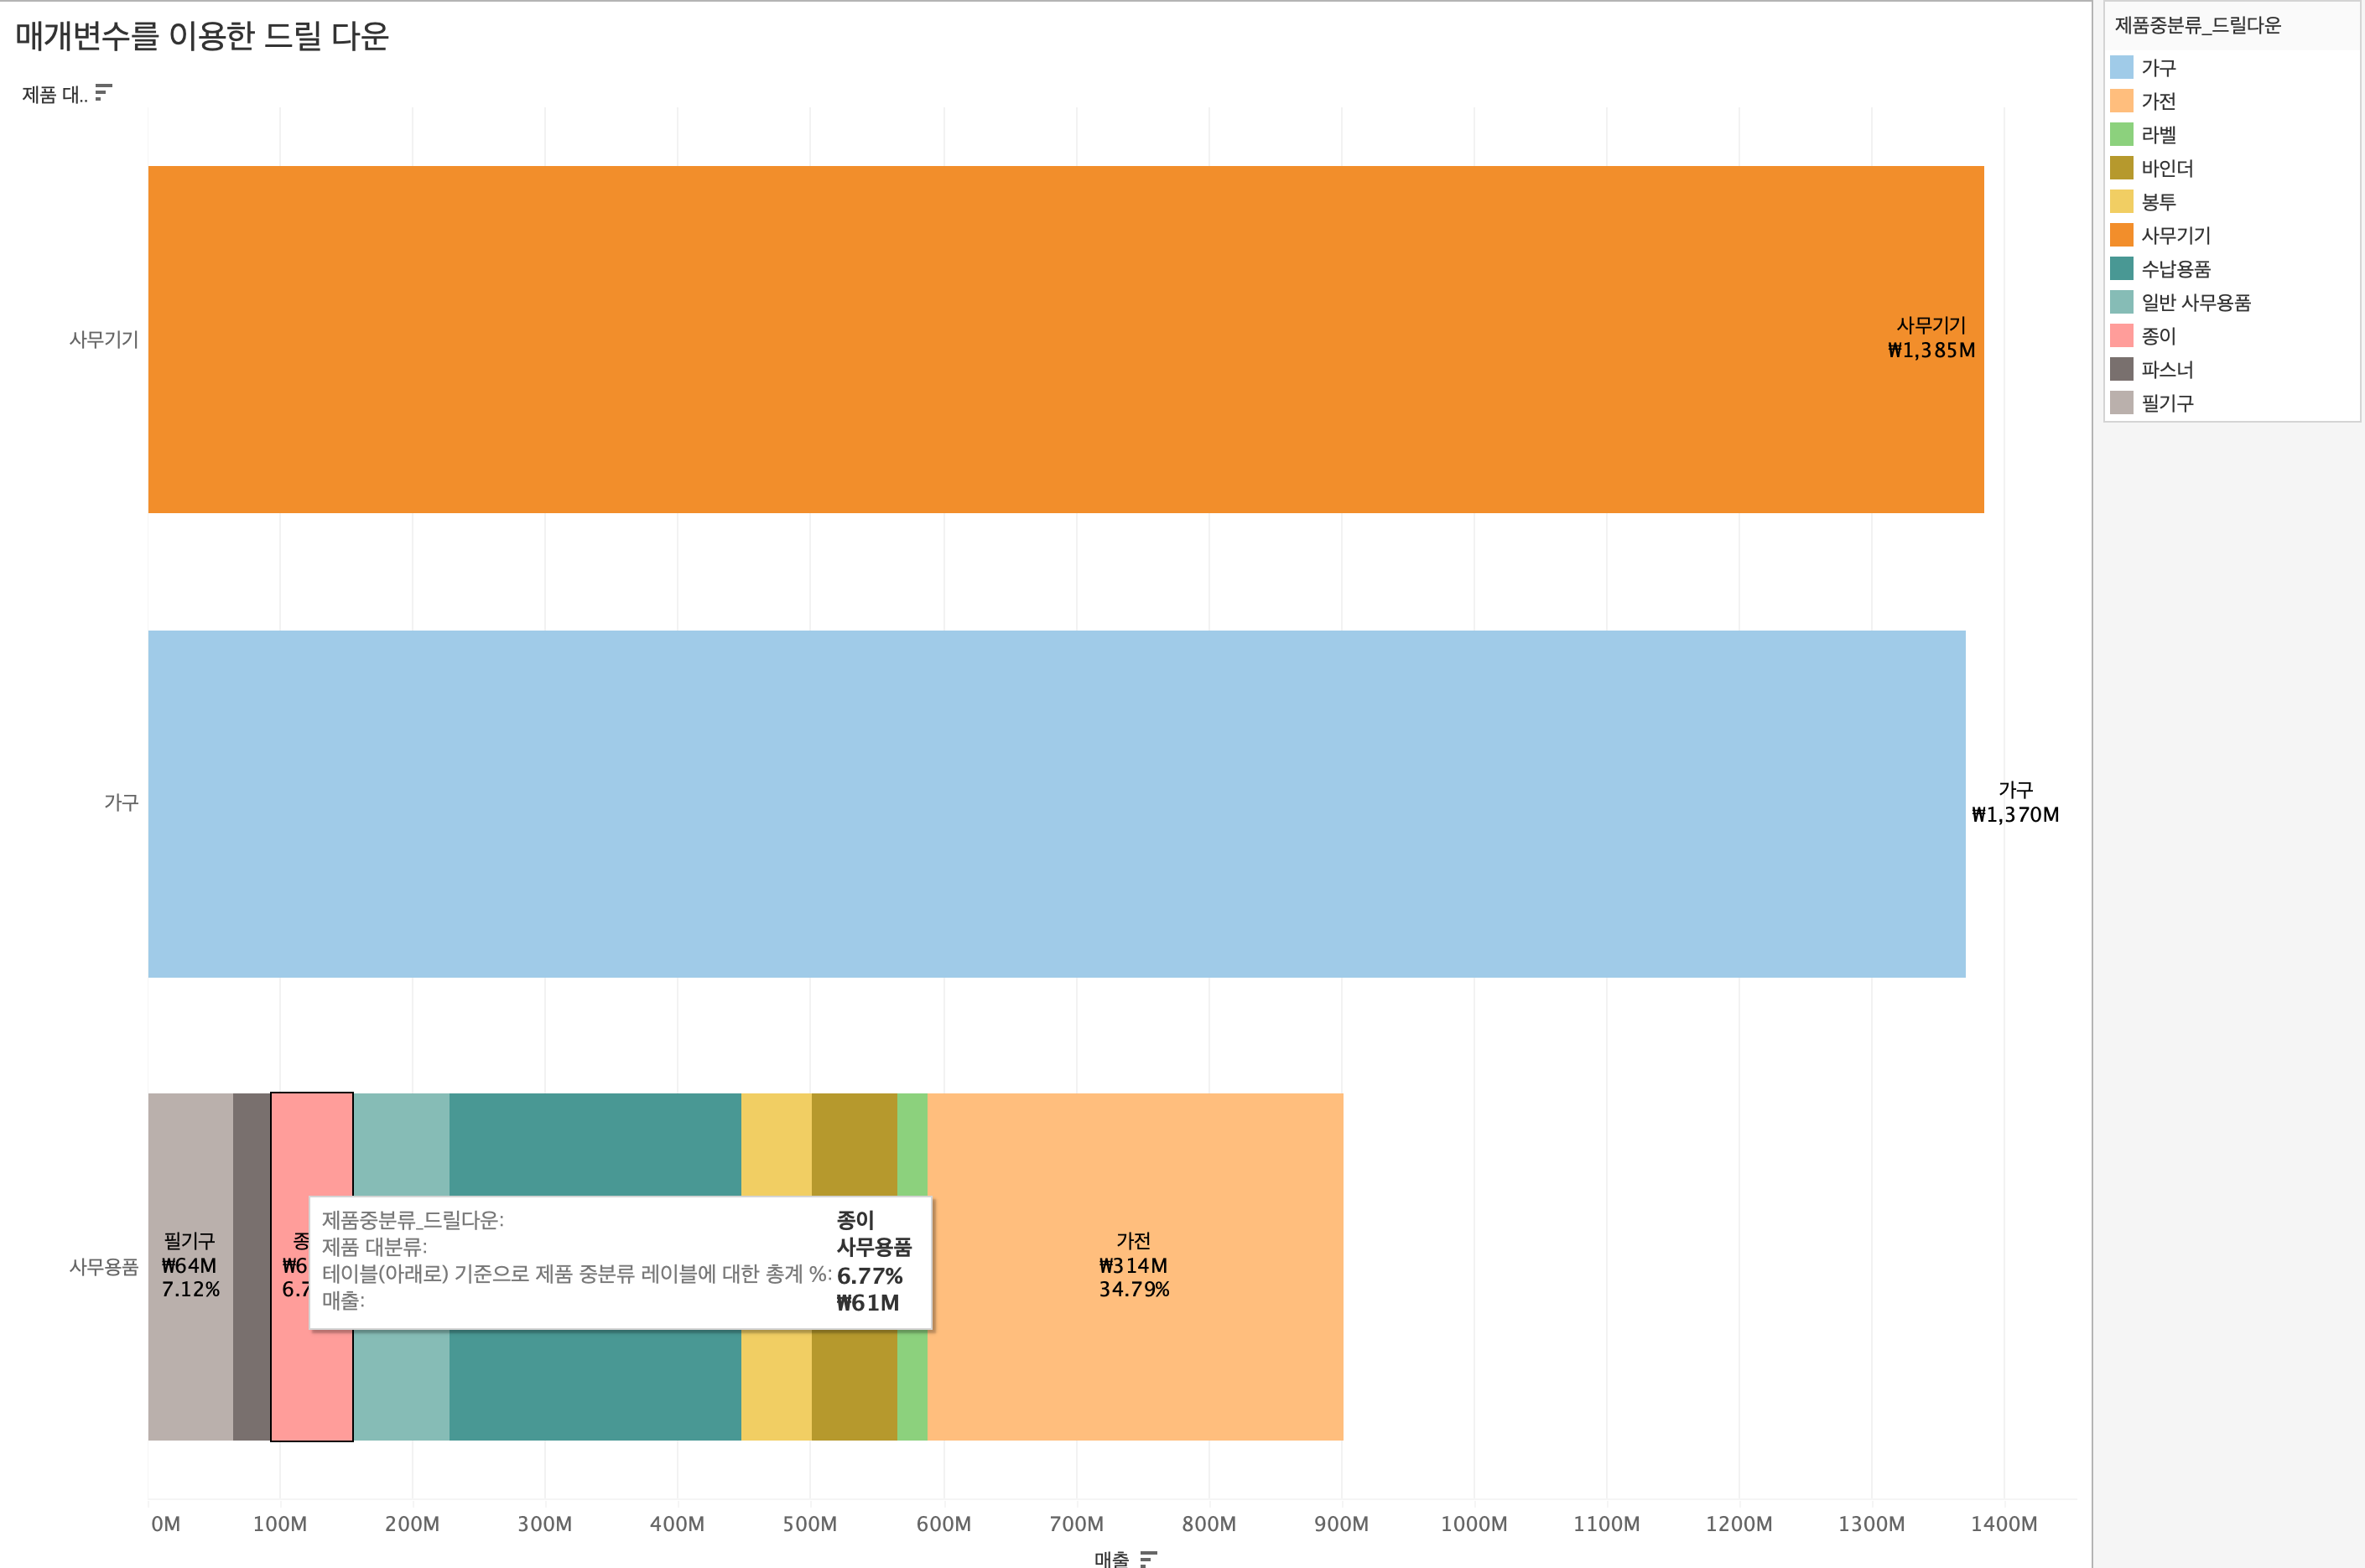 매개변수를 이용한 드릴 다운
제품 대..
사무기기
사무기기
₩1,385M
가구
가구
₩1,370M
사무용품
필기구
₩64M
7.12%
제품중분류_드릴다운: 종이
제품 대분류: 사무용품
테이블(아래로) 기준으로 제품 중분류 레이블에 대한 총계 %: 6.77%
매출: ₩61M
가전
₩314M
34.79%
0M 100M 200M 300M 400M 500M 600M 700M 800M 900M 1000M 1100M 1200M 1300M 1400M
매출
제품중분류_드릴다운
가구
가전
라벨
바인더
봉투
사무기기
수납용품
일반 사무용품
종이
파스너
필기구